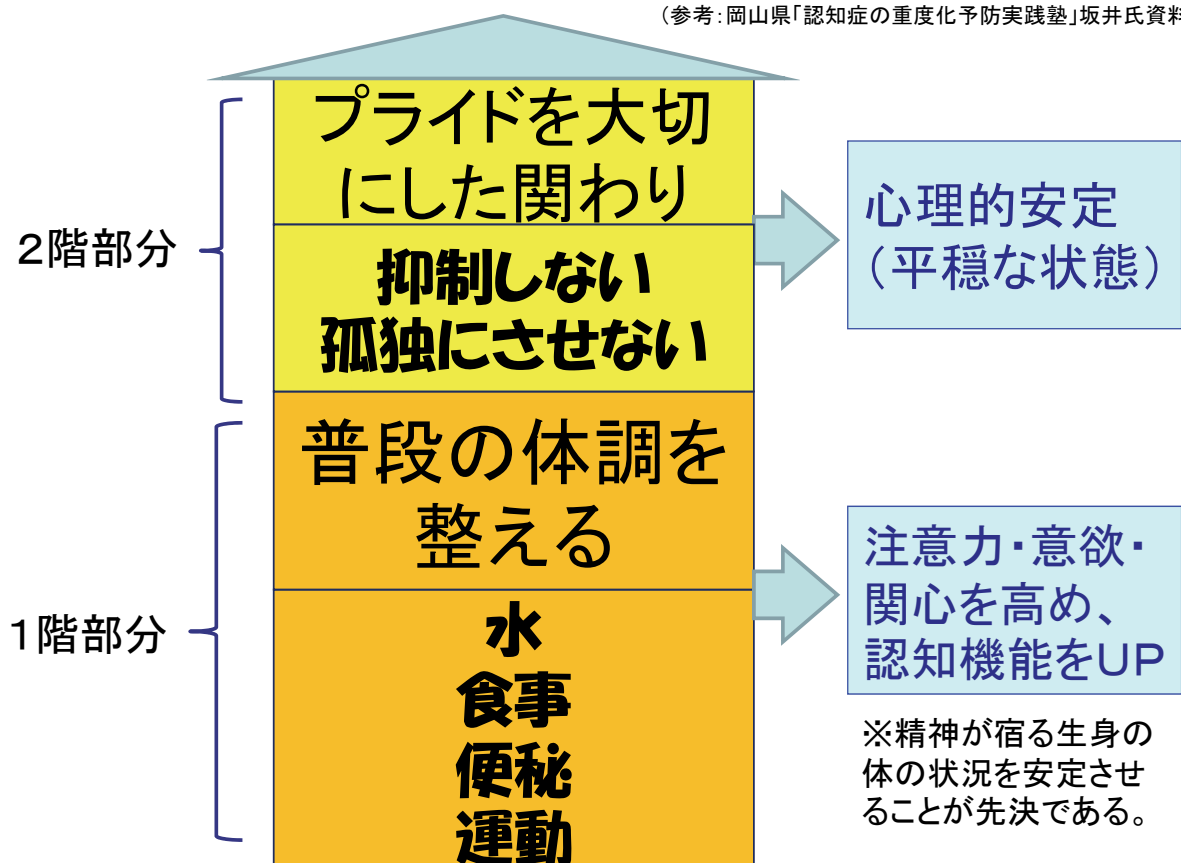 (参考：岡山県「認知症の重度化予防実践塾」坂井氏資料
プライドを大切
にした関わり
抑制しない
孤独にさせない
２階部分
心理的安定
（平穏な状態）
普段の体調を
整える
水
食事
便秘
運動
１階部分
注意力・意欲・
関心を高め、
認知機能をＵＰ
※精神が宿る生身の
体の状況を安定させ
ることが先決である。